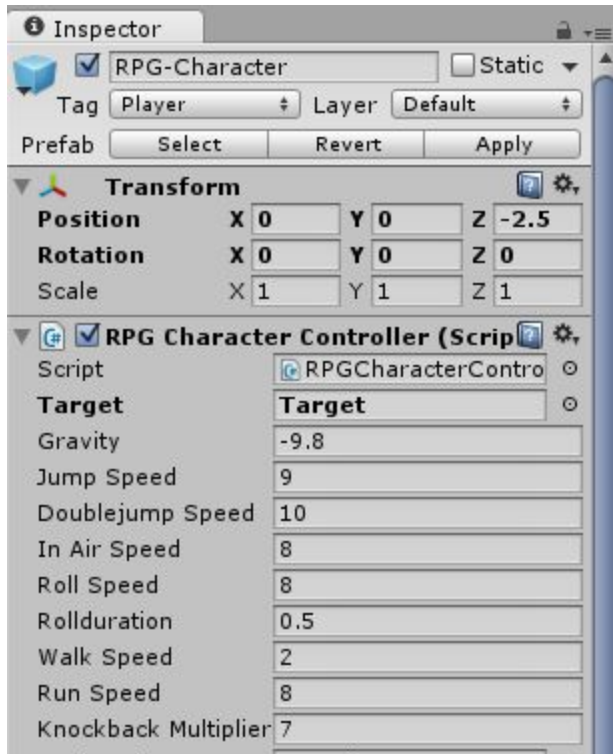 Inspector
RPG-Character Static
Tag Player Layer Default
Prefab Select Revert Apply
Transform
Position X 0 Y 0 Z -2.5
Rotation X 0 Y 0 Z 0
Scale X 1 Y 1 Z 1
RPG Character Controller (Scrip
Script RPGCharacterContro
Target Target
Gravity -9.8
Jump Speed 9
Doublejump Speed 10
In Air Speed 8
Roll Speed 8
Rollduration 0.5
Walk Speed 2
Run Speed 8
Knockback Multiplier 7